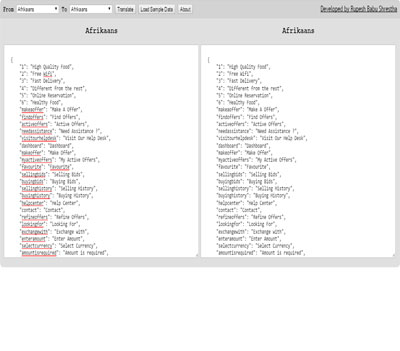 From Afrikaans To Afrikaans Translate Load Sample Data About Developed by Rupesh Babu Shrestha
Afrikaans Afrikaans
{
"1": "High Quality Food",
"2": "Free Wifi",
"3": "Fast Delivery",
"4": "Different from the rest",
"5": "Online Reservation",
"6": "Healthy Food",
"makeoffer": "Make A Offer",
"findoffers": "Find Offers",
"activeoffers": "Active Offers",
"needassistance": "Need Assistance ?",
"visitourhelpdesk": "Visit Our Help Desk",
"dashboard": "Dashboard",
"makeoffer": "Make Offer",
"myactiveoffers": "My Active Offers",
"favourite": "Favourite",
"sellingbids": "Selling Bids",
"buyingbids": "Buying Bids",
"sellinghistory": "Selling History",
"buyinghistory": "Buying History",
"helpcenter": "Help Center",
"contact": "Contact",
"refineoffers": "Refine Offers",
"lookingfor": "Looking For",
"exchangewith": "Exchange with",
"enteramount": "Enter Amount",
"selectcurrency": "Select Currency",
"amountisrequired": "Amount is required",
{
"1": "High Quality Food",
"2": "Free Wifi",
"3": "Fast Delivery",
"4": "Different from the rest",
"5": "Online Reservation",
"6": "Healthy Food",
"makeoffer": "Make A Offer",
"findoffers": "Find Offers",
"activeoffers": "Active Offers",
"needassistance": "Need Assistance ?",
"visitourhelpdesk": "Visit Our Help Desk",
"dashboard": "Dashboard",
"makeoffer": "Make Offer",
"myactiveoffers": "My Active Offers",
"favourite": "Favourite",
"sellingbids": "Selling Bids",
"buyingbids": "Buying Bids",
"sellinghistory": "Selling History",
"buyinghistory": "Buying History",
"helpcenter": "Help Center",
"contact": "Contact",
"refineoffers": "Refine Offers",
"lookingfor": "Looking For",
"exchangewith": "Exchange with",
"enteramount": "Enter Amount",
"selectcurrency": "Select Currency",
"amountisrequired": "Amount is required",